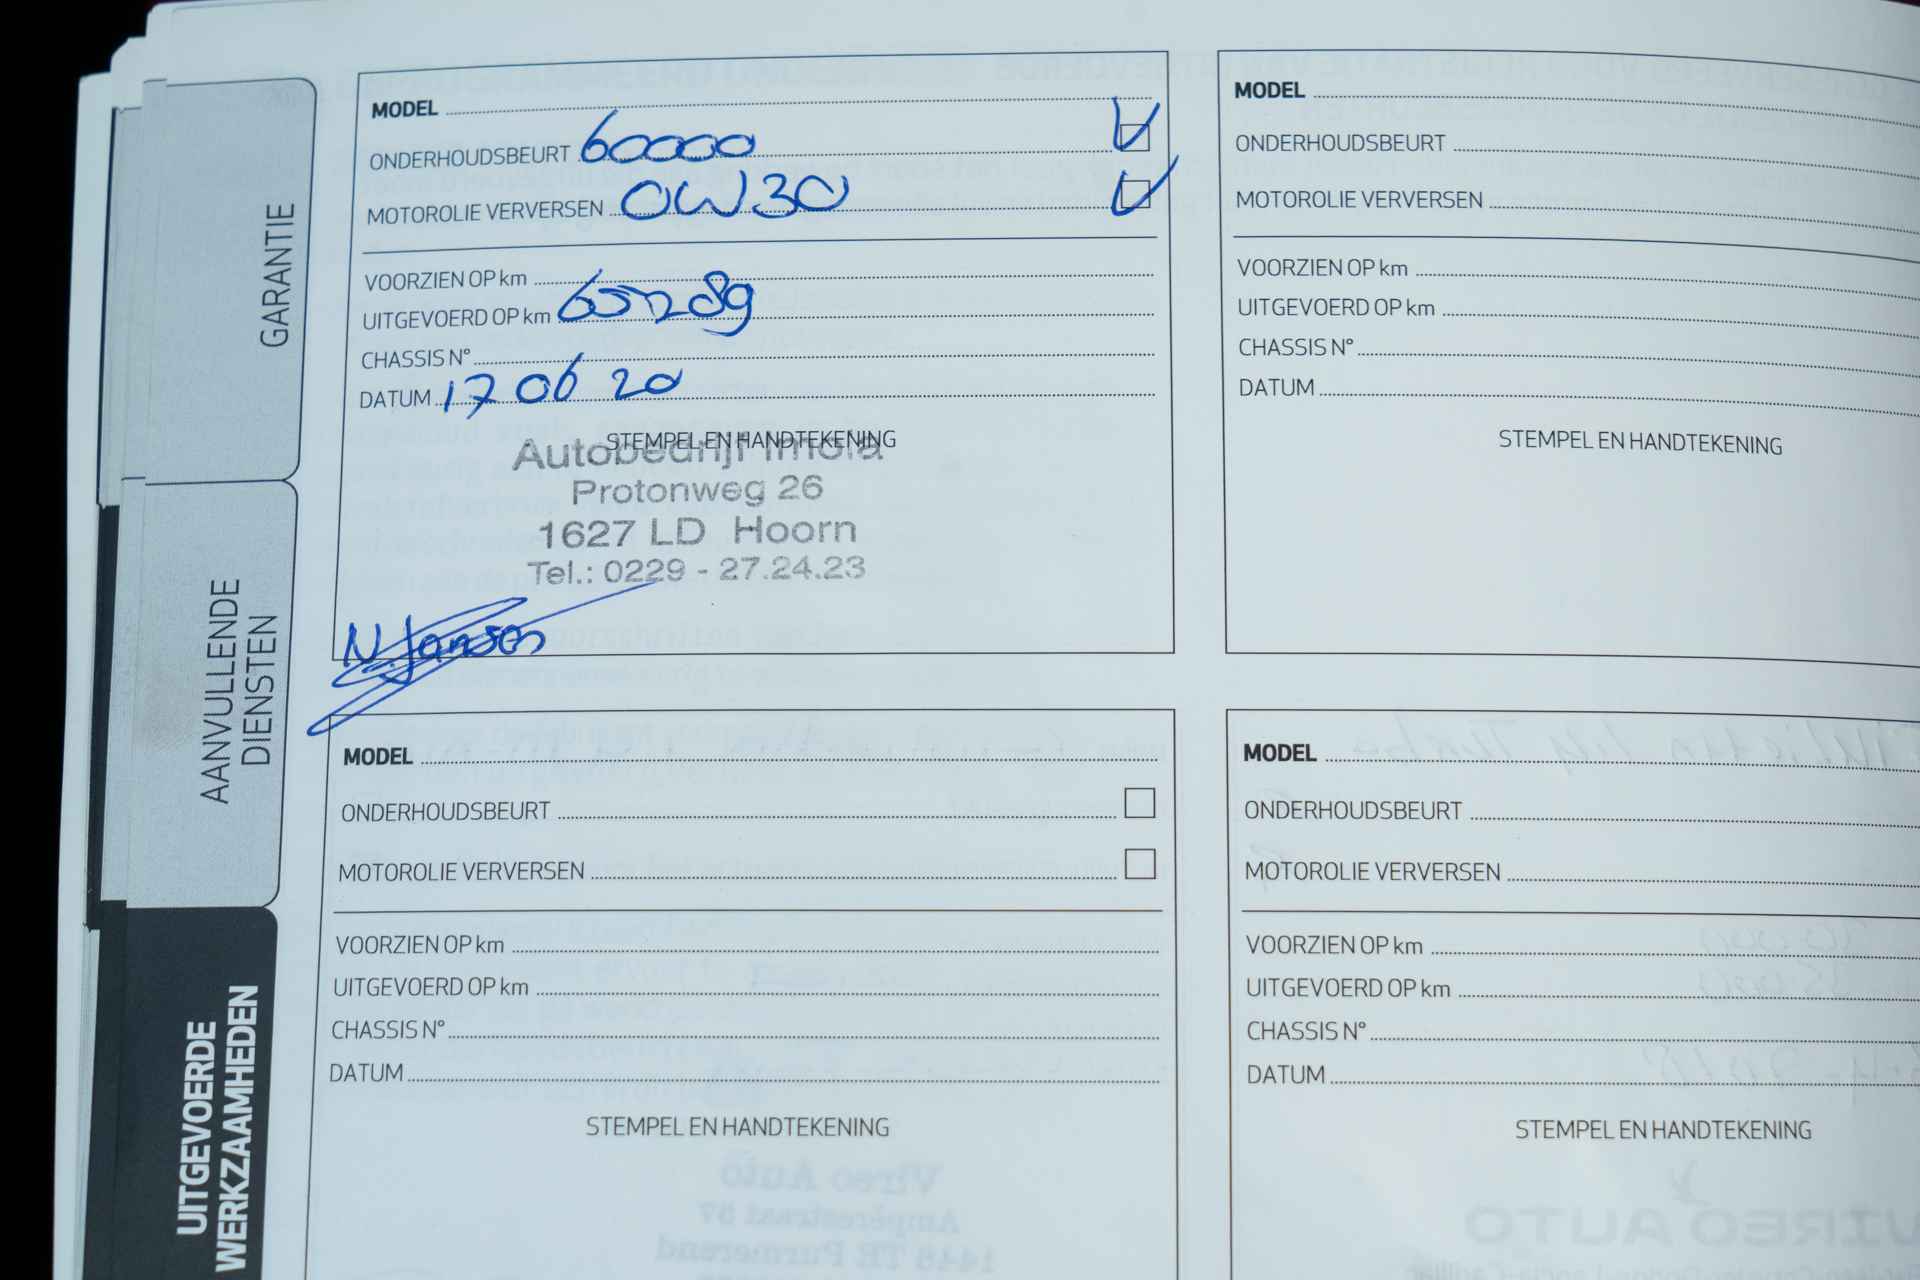 GARANTIE
AANVULLENDE
DIENSTEN
UITGEVOERDE
WERKZAAMHEDEN
MODEL
ONDERHOUDSBEURT 60000
MOTOROLIE VERVERSEN 0W30
VOORZIEN OP km
UITGEVOERD OP km 65289
CHASSIS N°
DATUM 17 06 20
STEMPEL EN HANDTEKENING
Autobedrijf Imola
Protonweg 26
1627 LD Hoorn
Tel.: 0229 - 27.24.23
N. Jansen
MODEL
ONDERHOUDSBEURT
MOTOROLIE VERVERSEN
VOORZIEN OP km
UITGEVOERD OP km
CHASSIS N°
DATUM
STEMPEL EN HANDTEKENING
MODEL
ONDERHOUDSBEURT
MOTOROLIE VERVERSEN
VOORZIEN OP km
UITGEVOERD OP km
CHASSIS N°
DATUM
STEMPEL EN HANDTEKENING
MODEL
ONDERHOUDSBEURT
MOTOROLIE VERVERSEN
VOORZIEN OP km
UITGEVOERD OP km
CHASSIS N°
DATUM
STEMPEL EN HANDTEKENING